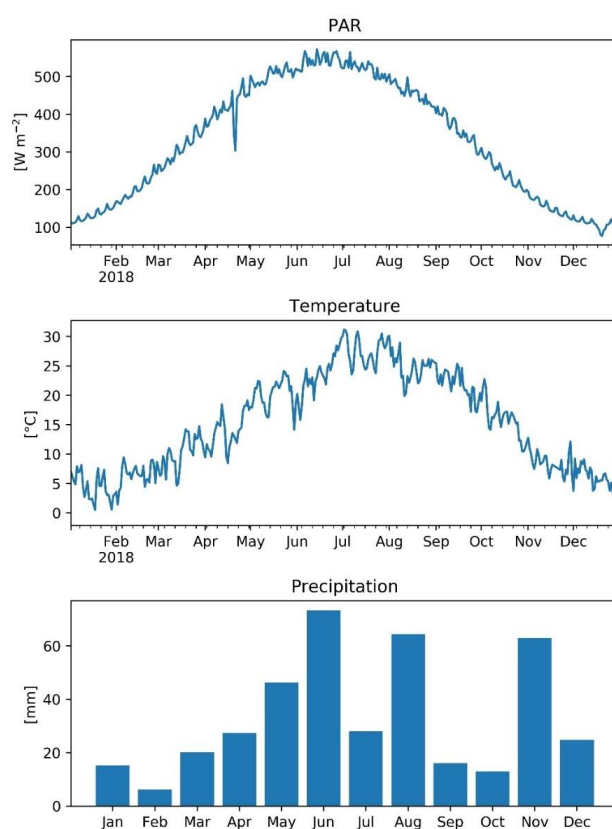 PAR
[W m⁻²]
500
400
300
200
100
Feb Mar Apr May Jun Jul Aug Sep Oct Nov Dec
2018
Temperature
[°C]
30
25
20
15
10
5
0
Feb Mar Apr May Jun Jul Aug Sep Oct Nov Dec
2018
Precipitation
[mm]
60
40
20
0
Jan Feb Mar Apr May Jun Jul Aug Sep Oct Nov Dec